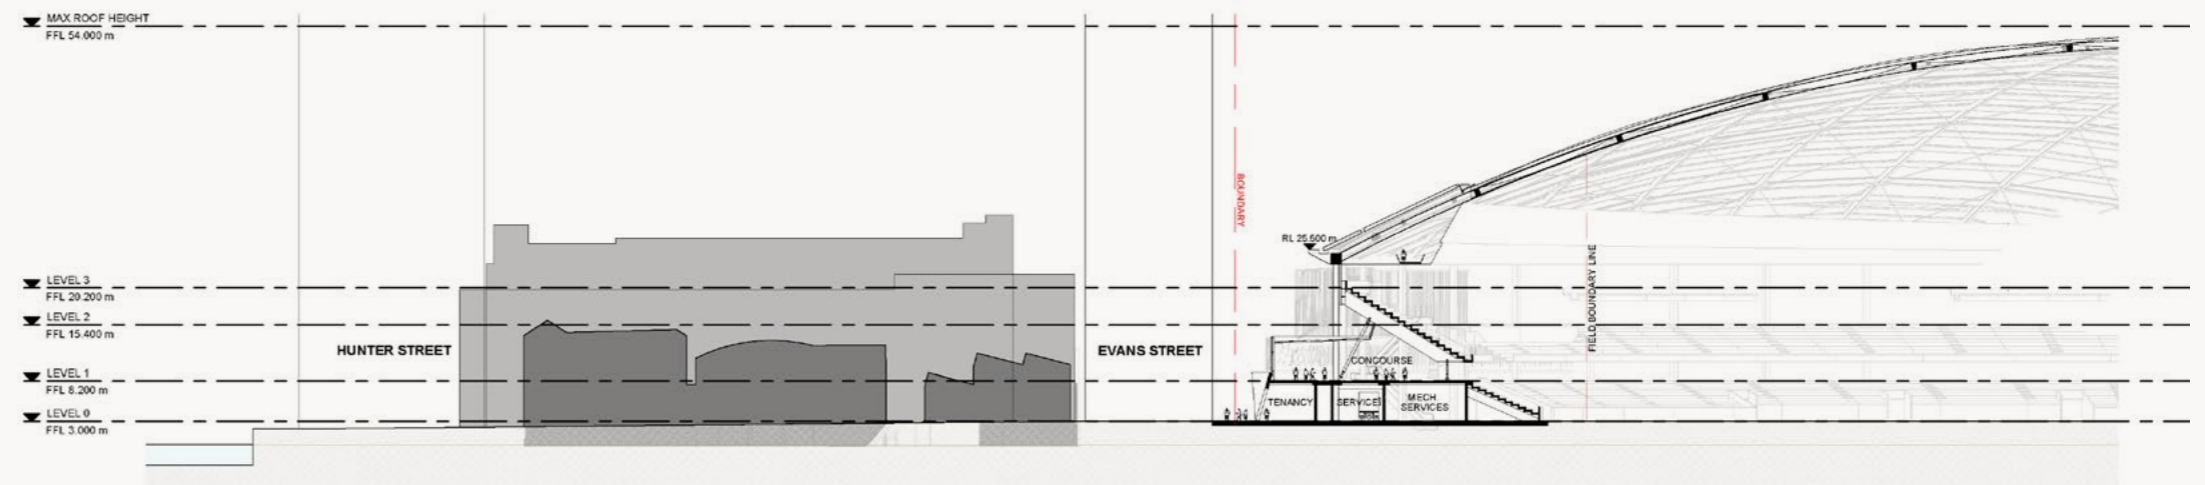 MAX ROOF HEIGHT
FFL 54.000 m
BOUNDARY
RL 25.500 m
FIELD BOUNDARY LINE
LEVEL 3
FFL 20.200 m
LEVEL 2
FFL 15.400 m
HUNTER STREET
EVANS STREET
CONCOURSE
LEVEL 1
FFL 8.200 m
TENANCY
SERVICES
MECH
SERVICES
LEVEL 0
FFL 3.000 m